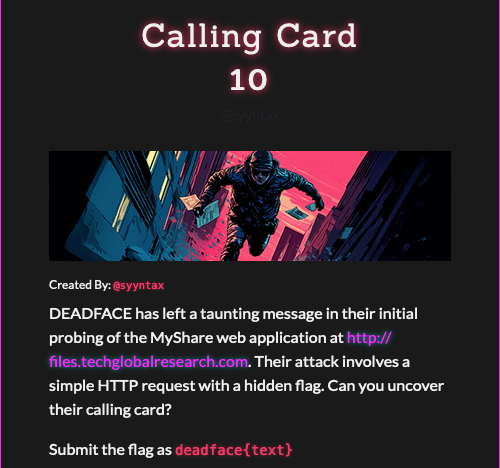 Calling Card
10
@syyntax
Created By: @syyntax
DEADFACE has left a taunting message in their initial
probing of the MyShare web application at http://
files.techglobalresearch.com. Their attack involves a
simple HTTP request with a hidden flag. Can you uncover
their calling card?
Submit the flag as deadface{text}